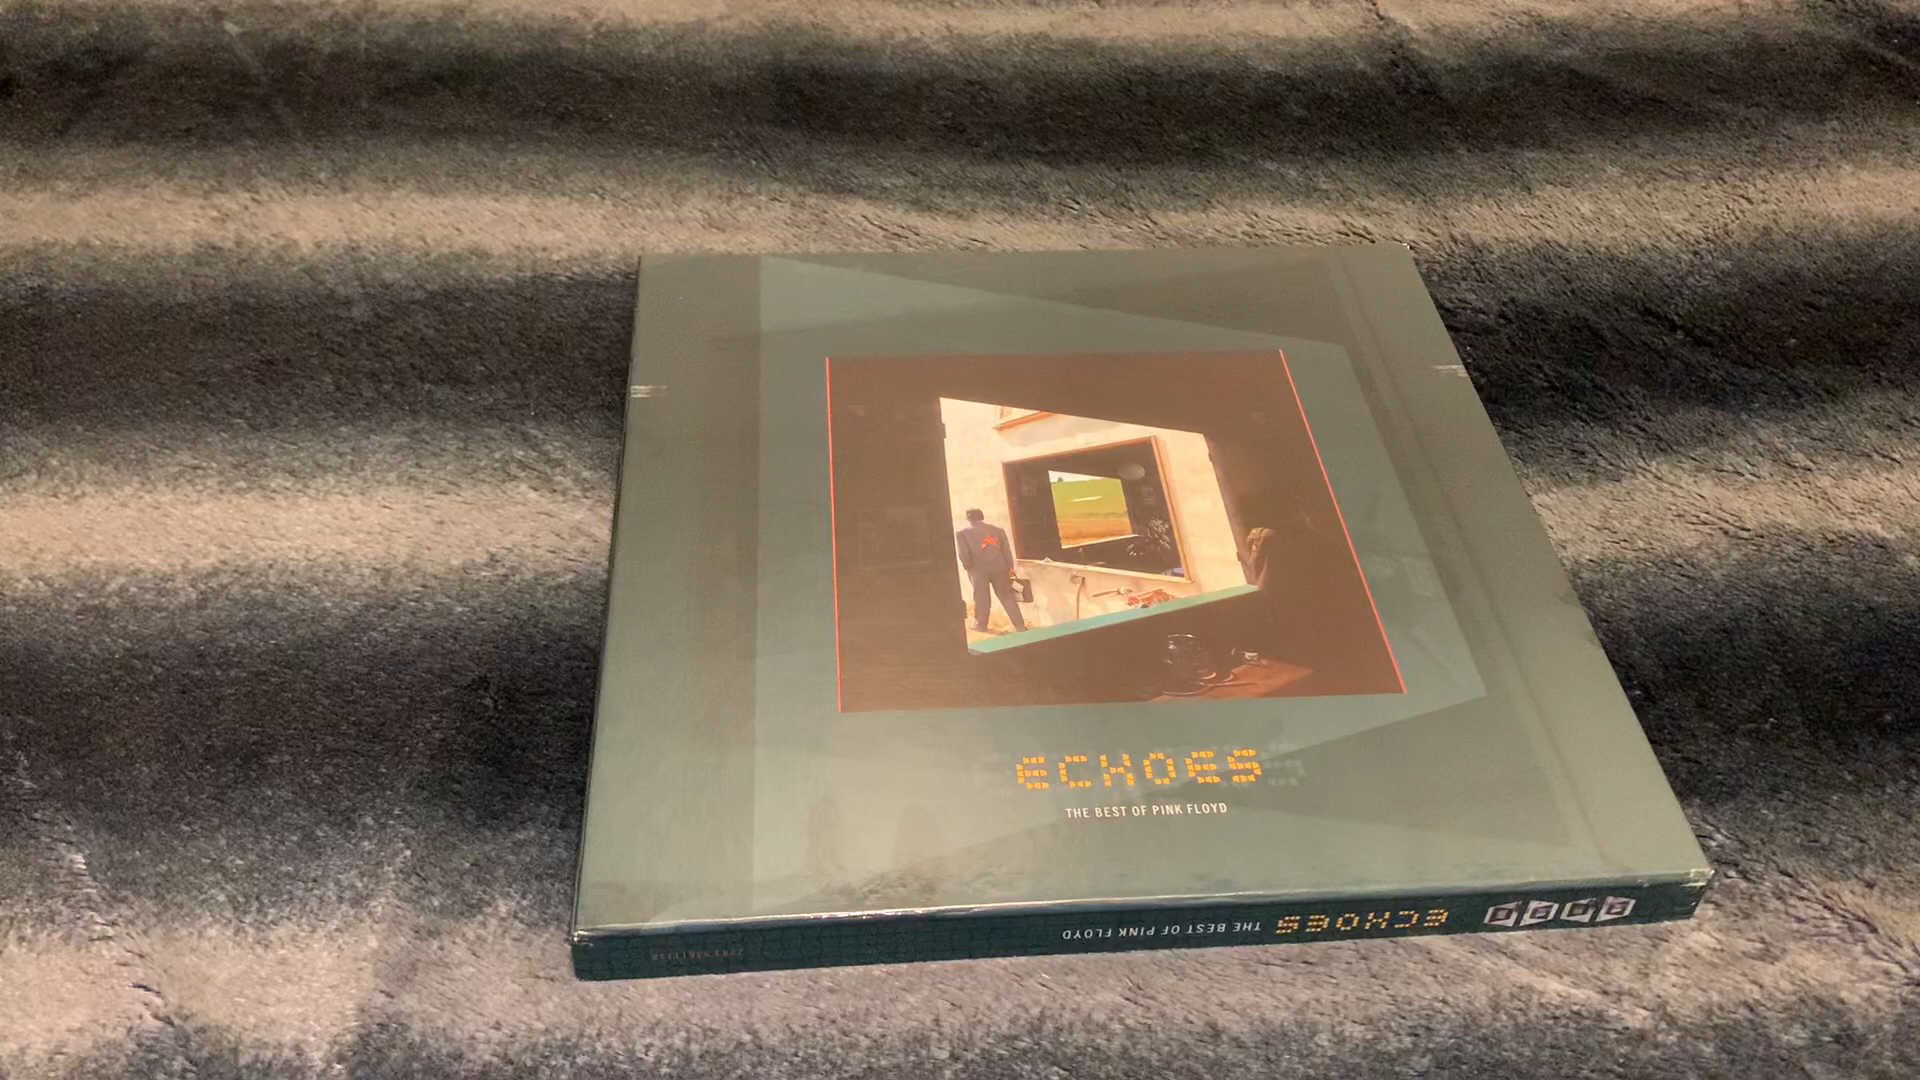 ECHOES
THE BEST OF PINK FLOYD
ECHOES THE BEST OF PINK FLOYD